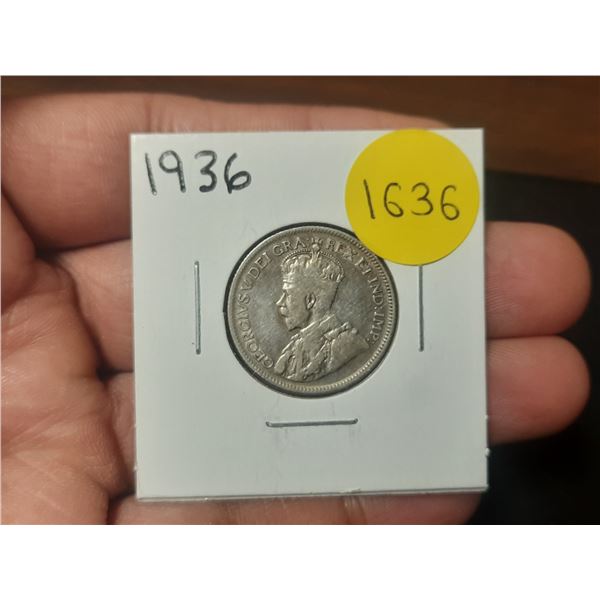 1936
1636
GEORGIVS V DEI GRA: REX ET IND: IMP: